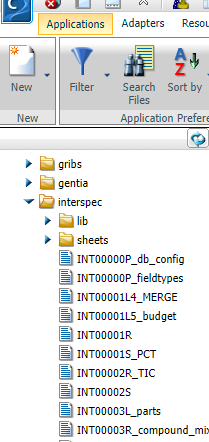 Applications Adapters Resou
New Filter Search Files Sort by
New Application Prefere
gribs
gentia
interspec
lib
sheets
INT00000P_db_config
INT00000P_fieldtypes
INT00001L4_MERGE
INT00001L5_budget
INT00001R
INT00001S_PCT
INT00002R_TIC
INT00002S
INT00003L_parts
INT00003R_compound_mix